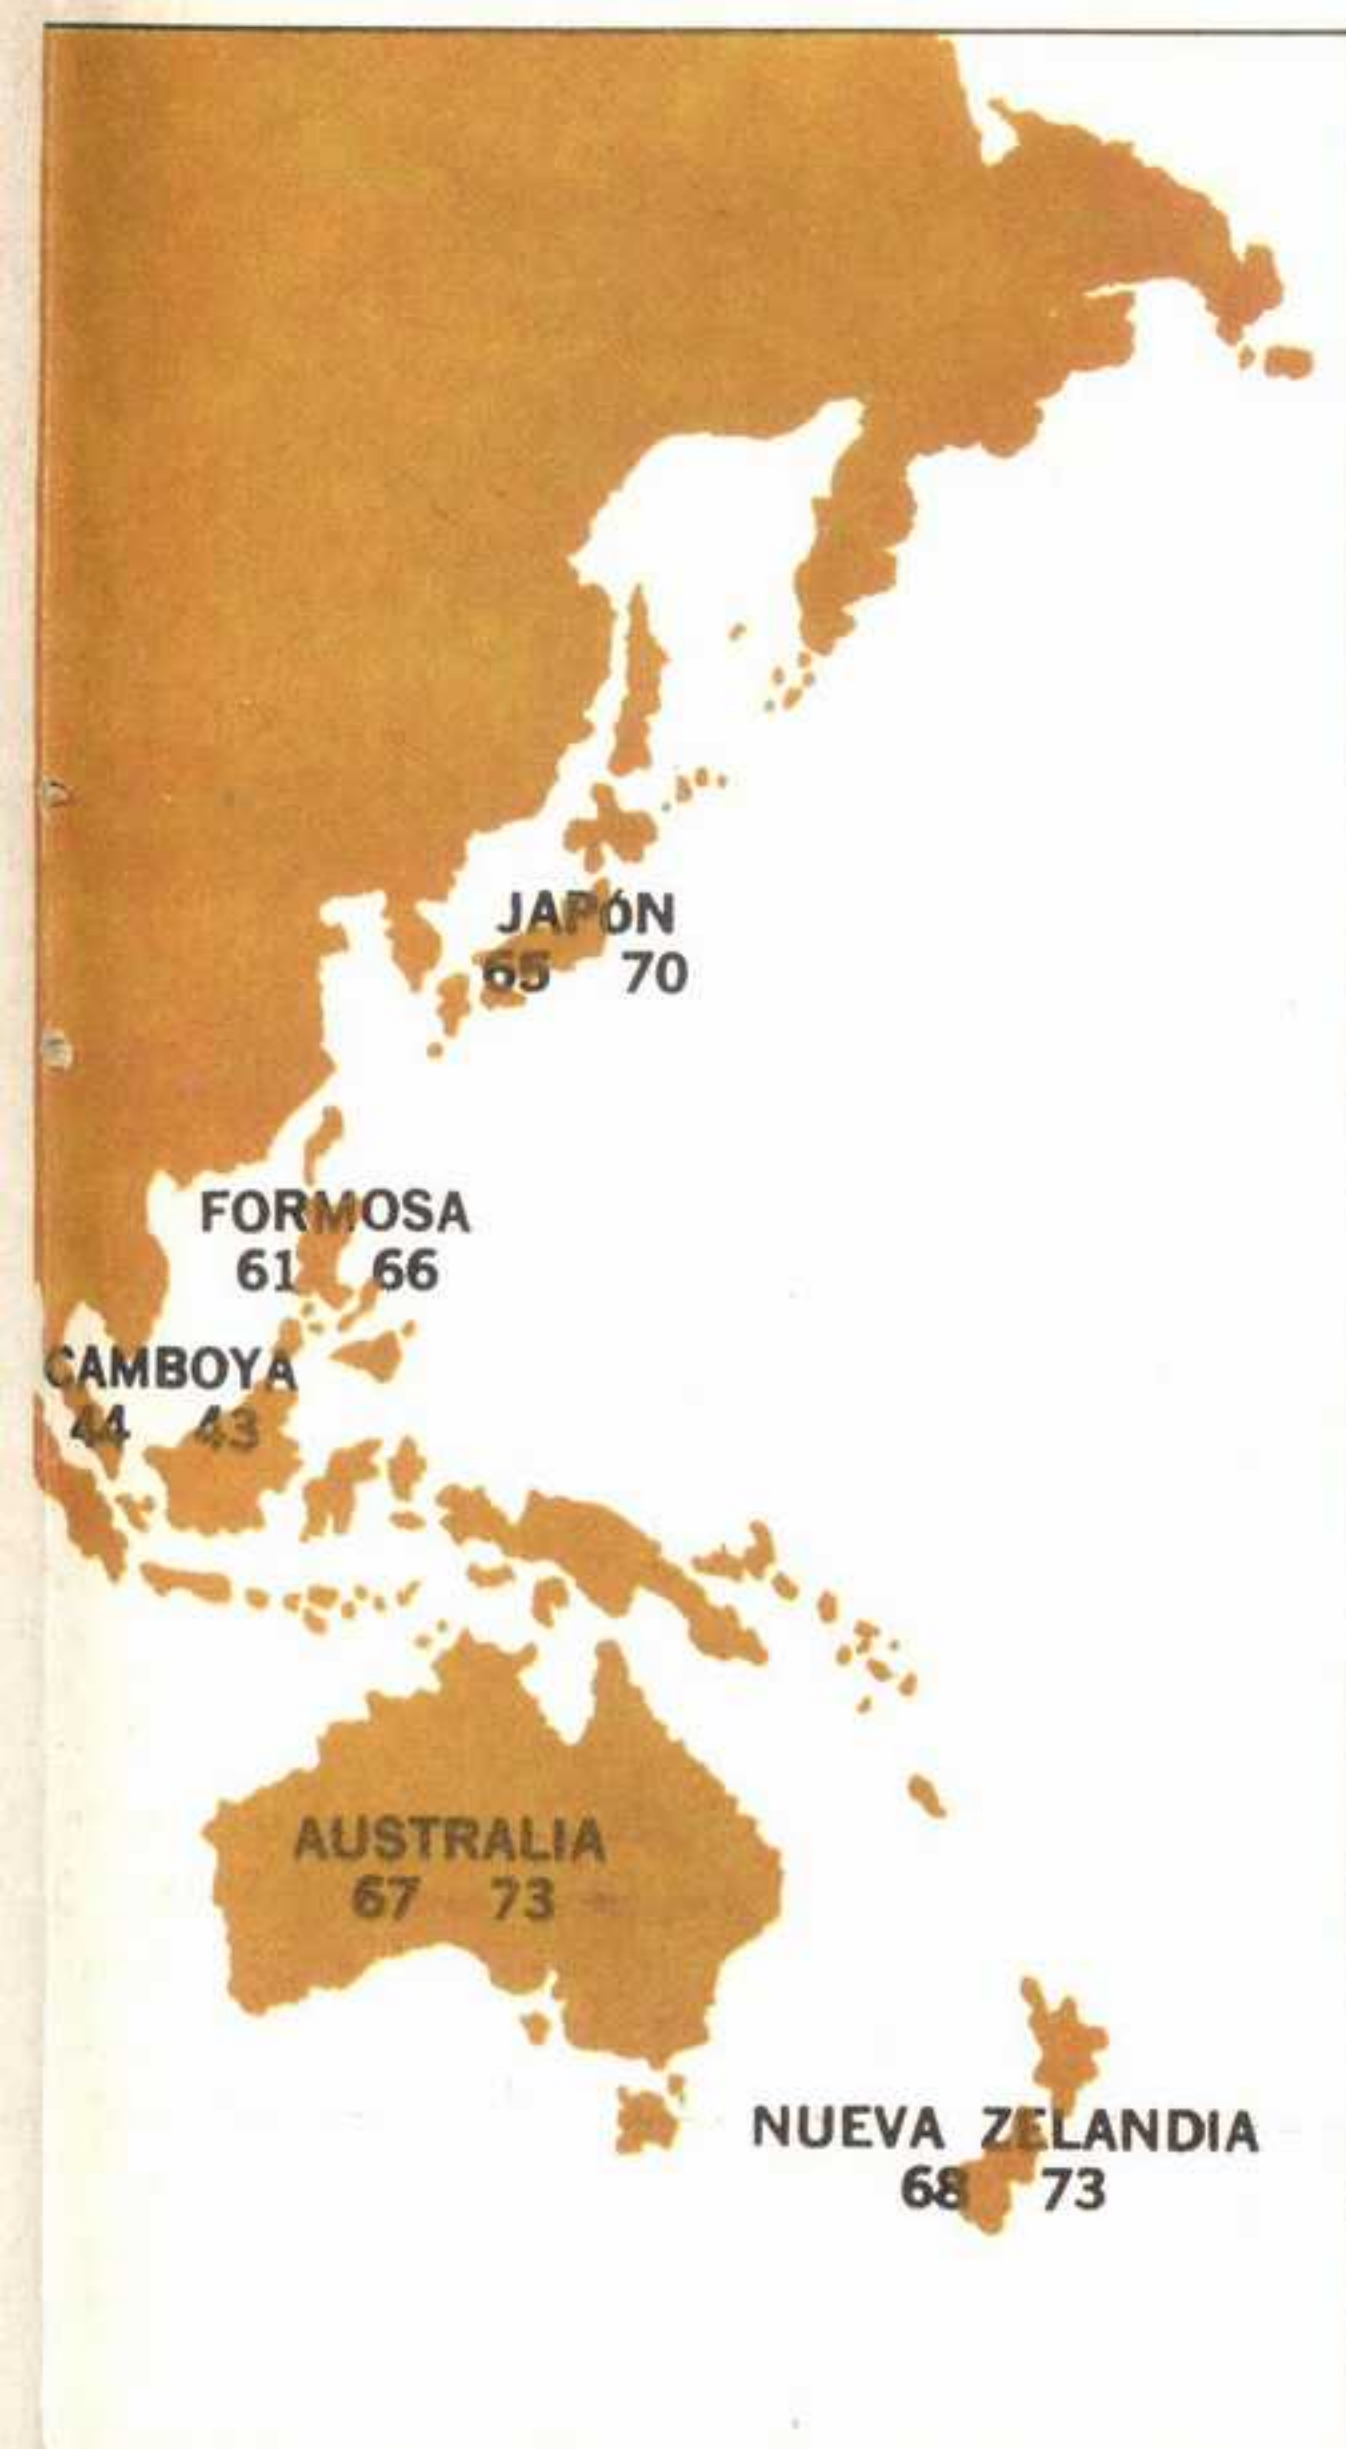 JAPÓN
65 70
FORMOSA
61 66
CAMBOYA
44 43
AUSTRALIA
67 73
NUEVA ZELANDIA
68 73